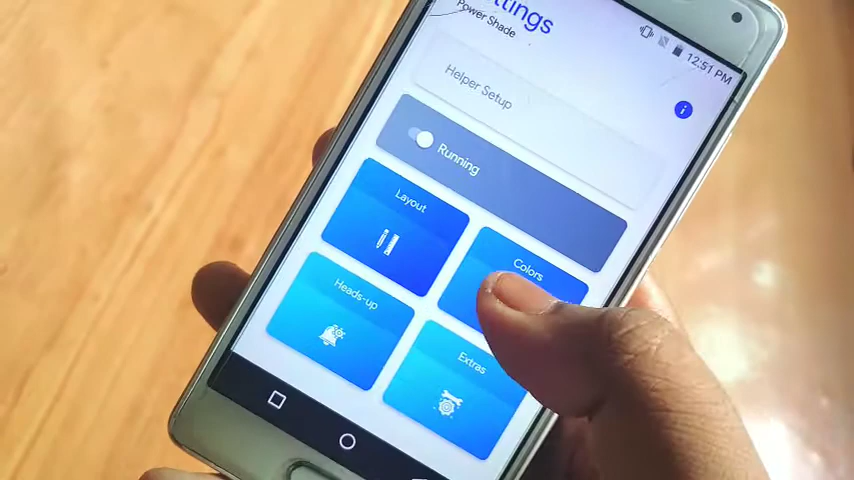 ttings
Power Shade
12:51 PM
Helper Setup
Running
Layout
Colors
Heads-up
Extras